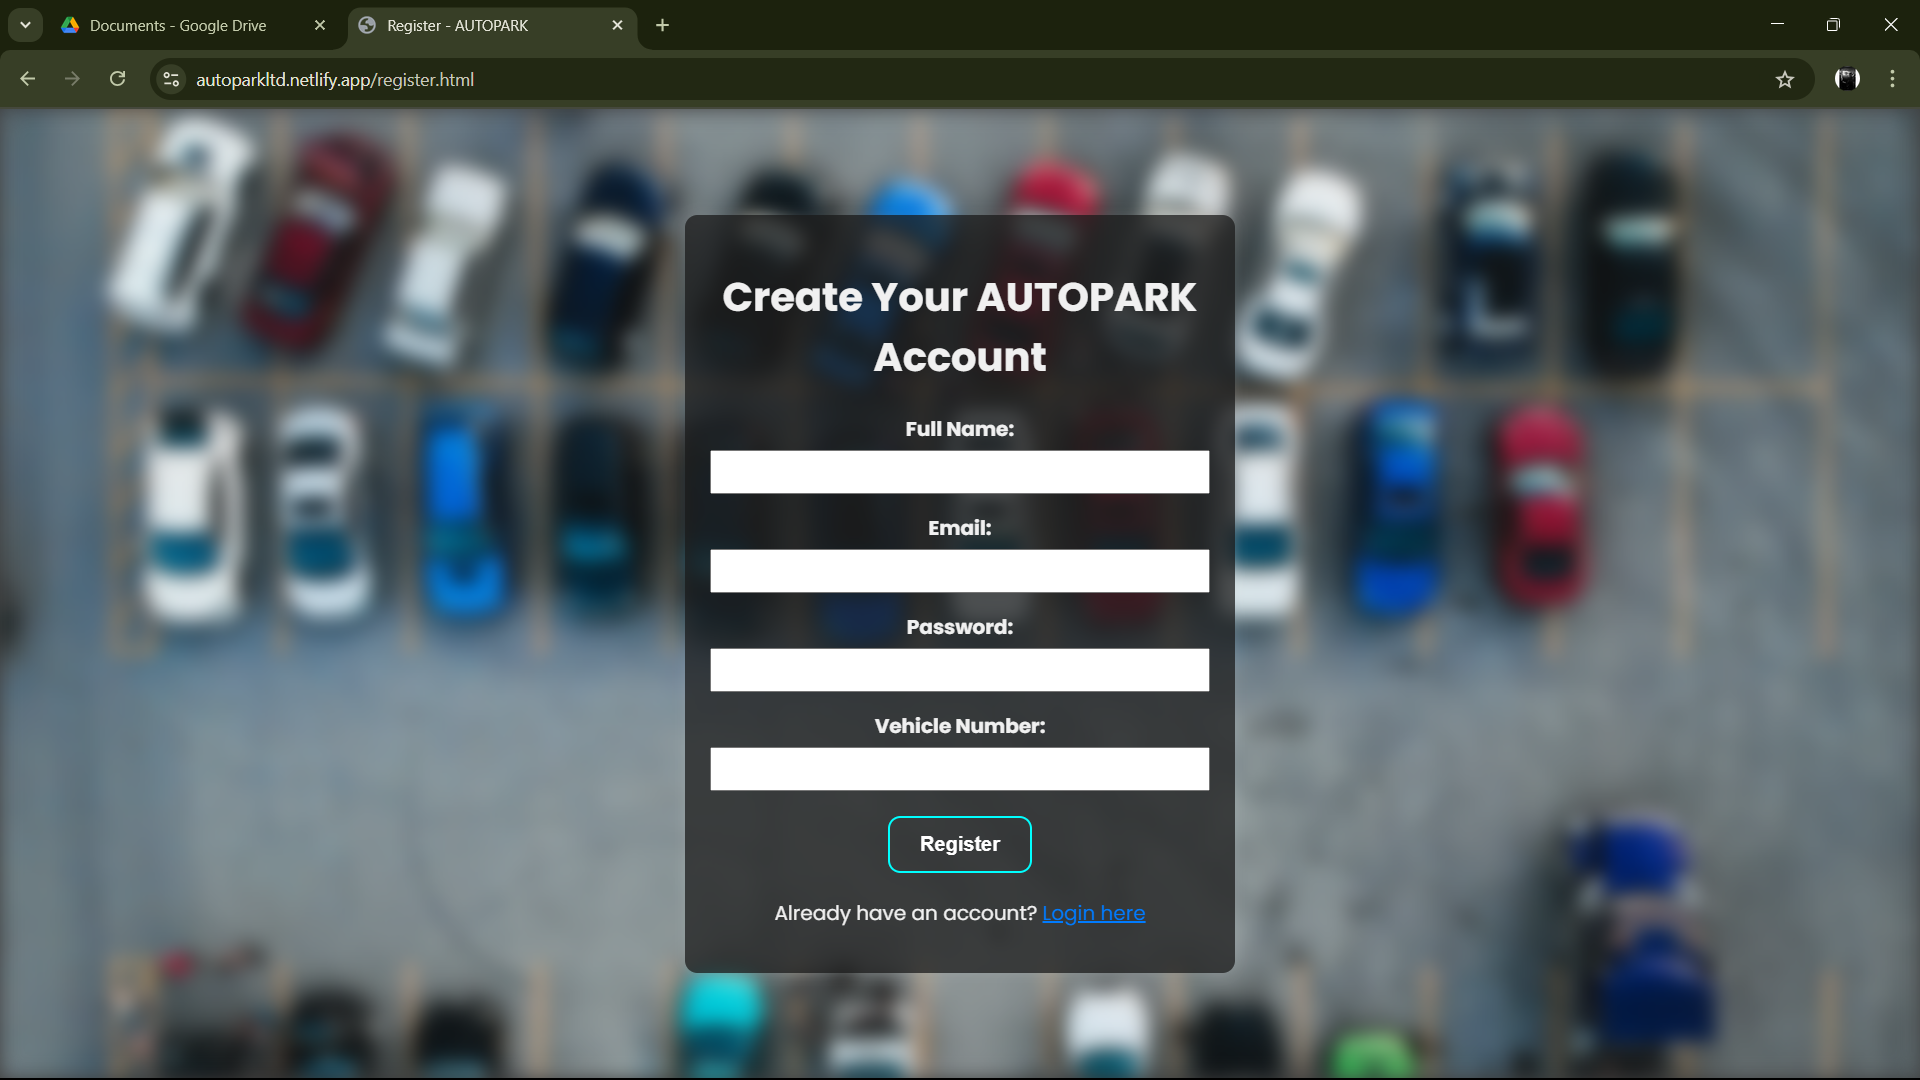 Documents - Google Drive
Register - AUTOPARK
autoparkltd.netlify.app/register.html
Create Your AUTOPARK
Account
Full Name:
Email:
Password:
Vehicle Number:
Register
Already have an account? Login here